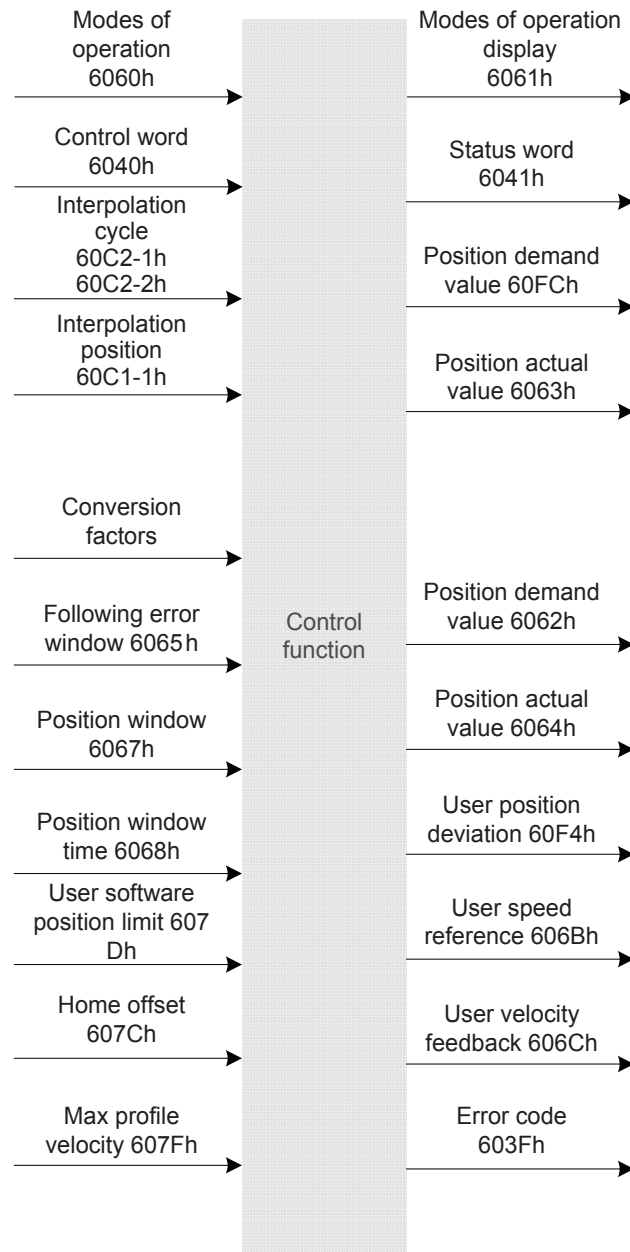 Modes of
operation
6060h
Control word
6040h
Interpolation
cycle
60C2-1h
60C2-2h
Interpolation
position
60C1-1h
Conversion
factors
Following error
window 6065h
Position window
6067h
Position window
time 6068h
User software
position limit 607
Dh
Home offset
607Ch
Max profile
velocity 607Fh
Control
function
Modes of operation
display
6061h
Status word
6041h
Position demand
value 60FCh
Position actual
value 6063h
Position demand
value 6062h
Position actual
value 6064h
User position
deviation 60F4h
User speed
reference 606Bh
User velocity
feedback 606Ch
Error code
603Fh